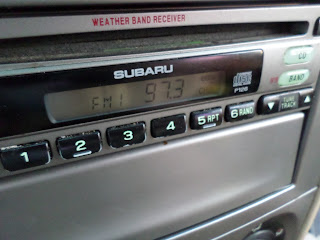 WEATHER BAND RECEIVER
CD
SUBARU
BAND
FM1 97.3
P126
TUNE
TRACK
1 2 3 4 5 RPT 6 RAND